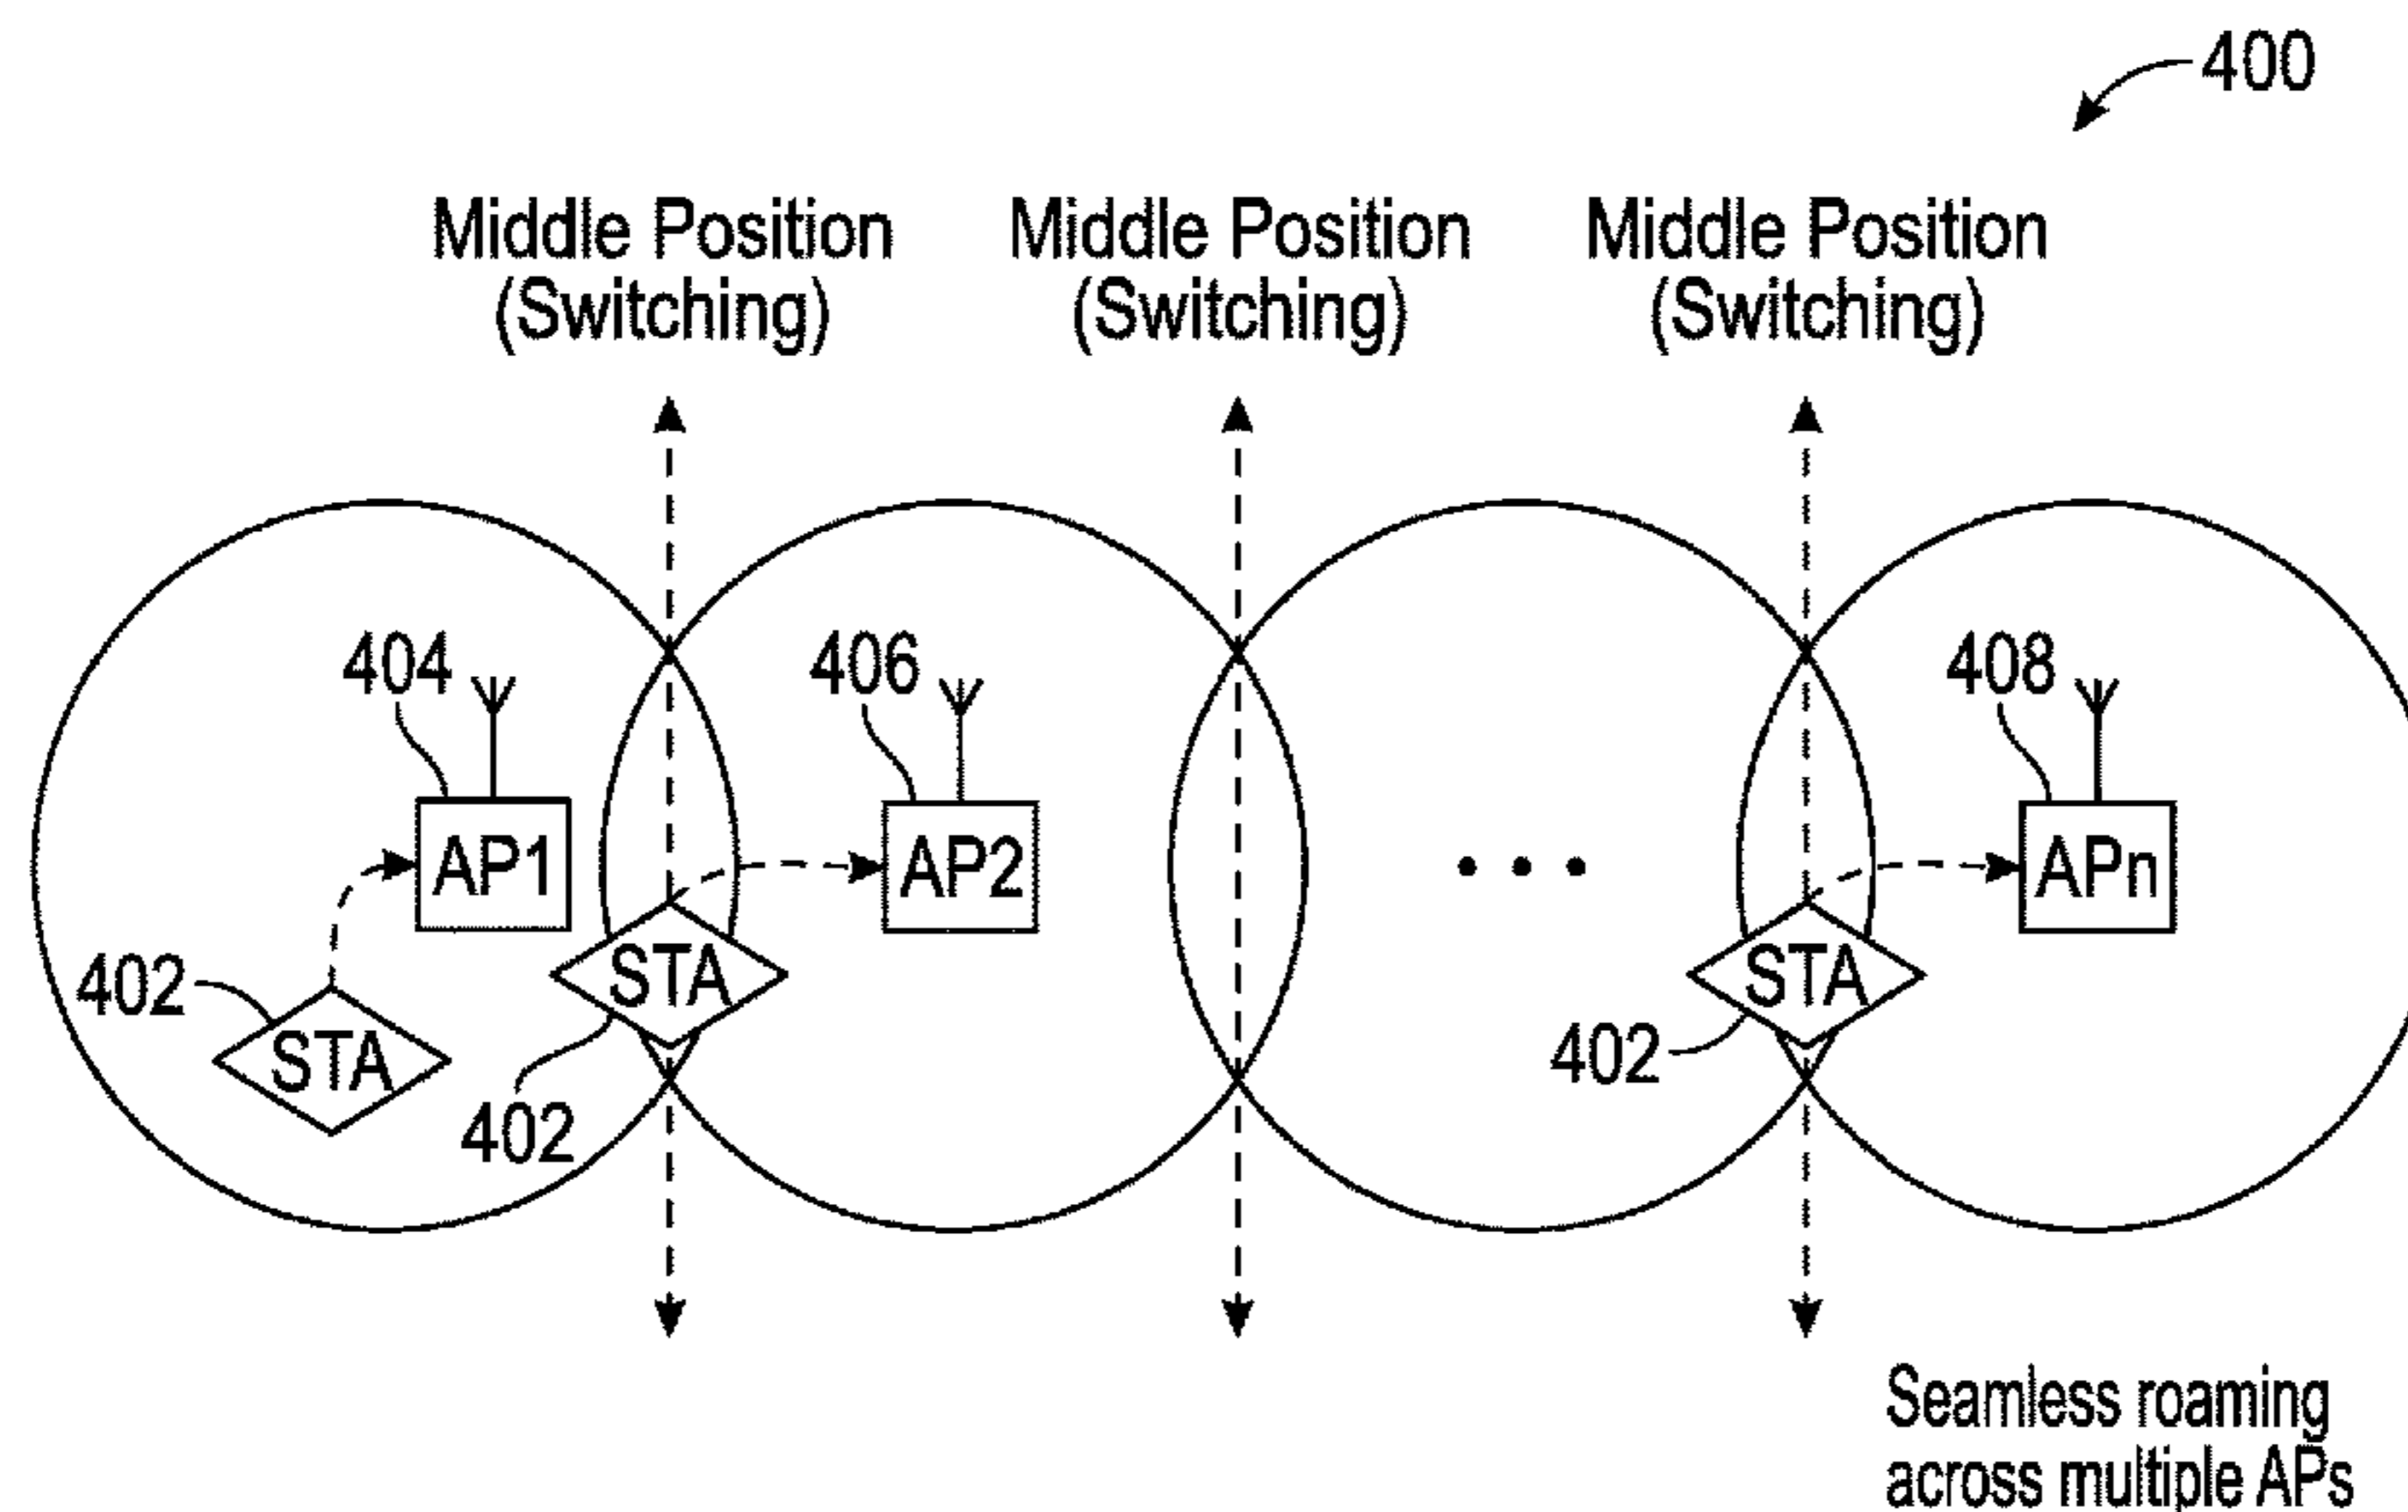 400
Middle Position
(Switching)
Middle Position
(Switching)
Middle Position
(Switching)
404
406
408
AP1
AP2
APn
402
STA
STA
402
STA
402
Seamless roaming
across multiple APs